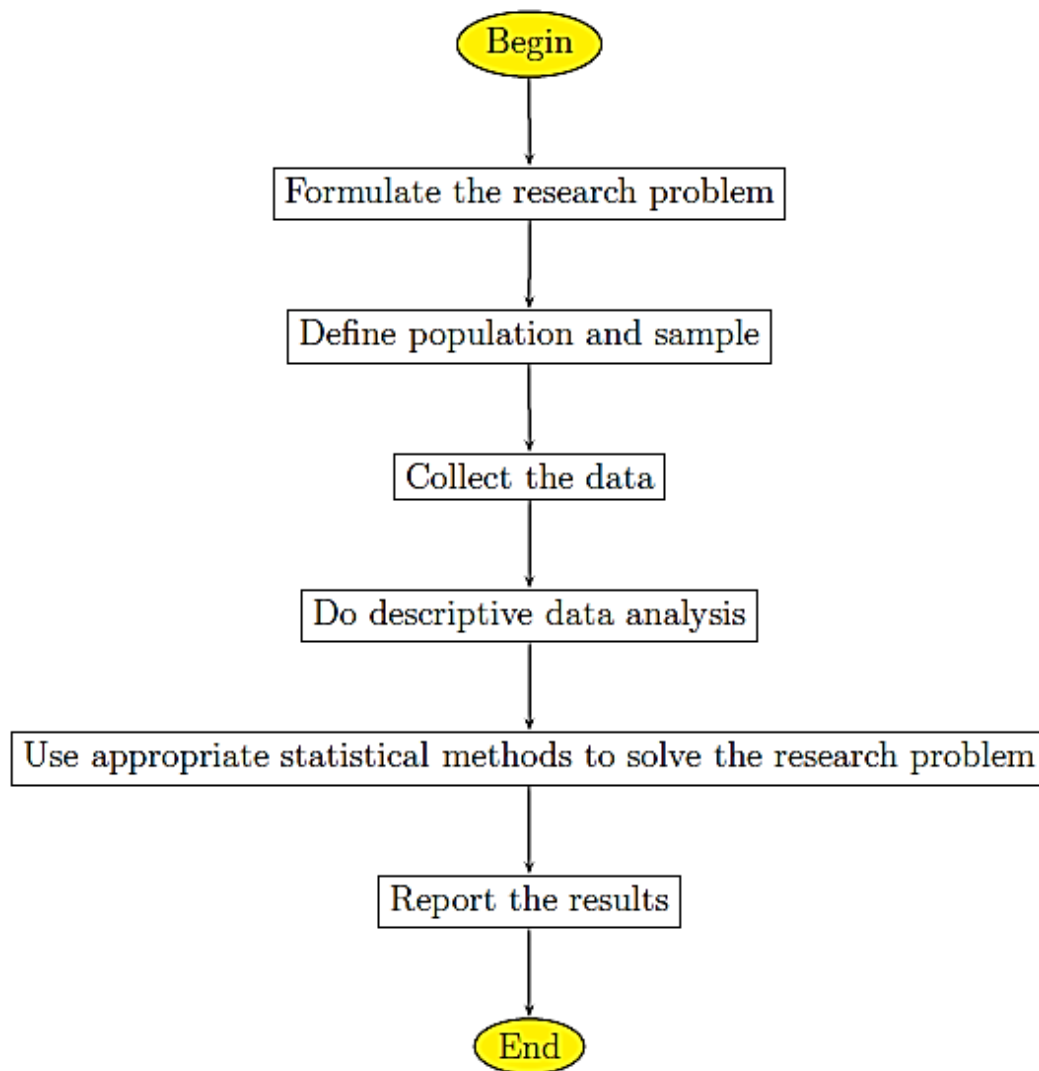 Begin
Formulate the research problem
Define population and sample
Collect the data
Do descriptive data analysis
Use appropriate statistical methods to solve the research problem
Report the results
End